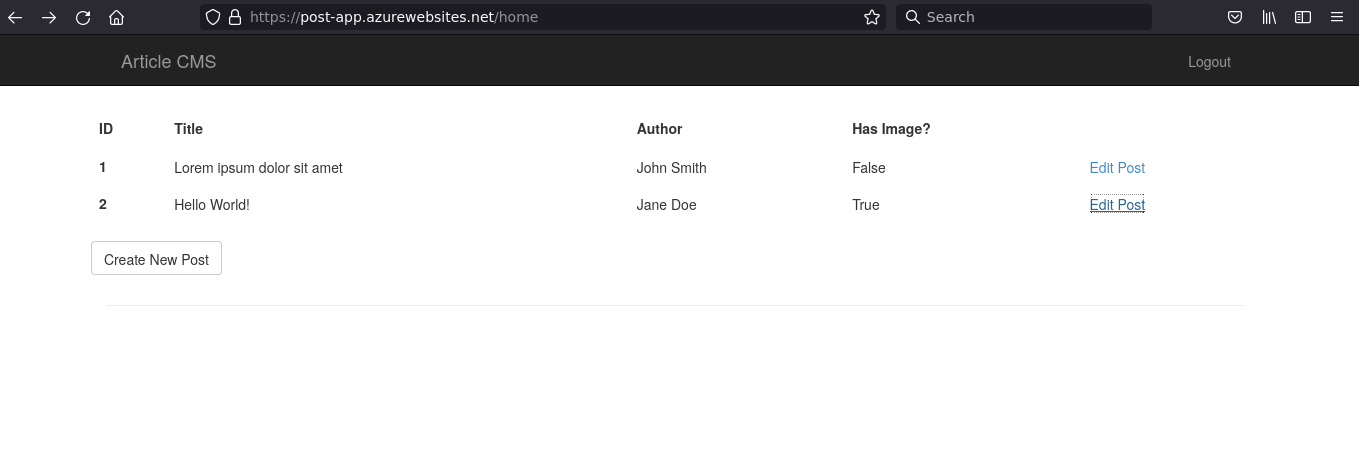 https://post-app.azurewebsites.net/home Search
Article CMS Logout
ID Title Author Has Image?
1 Lorem ipsum dolor sit amet John Smith False Edit Post
2 Hello World! Jane Doe True Edit Post
Create New Post